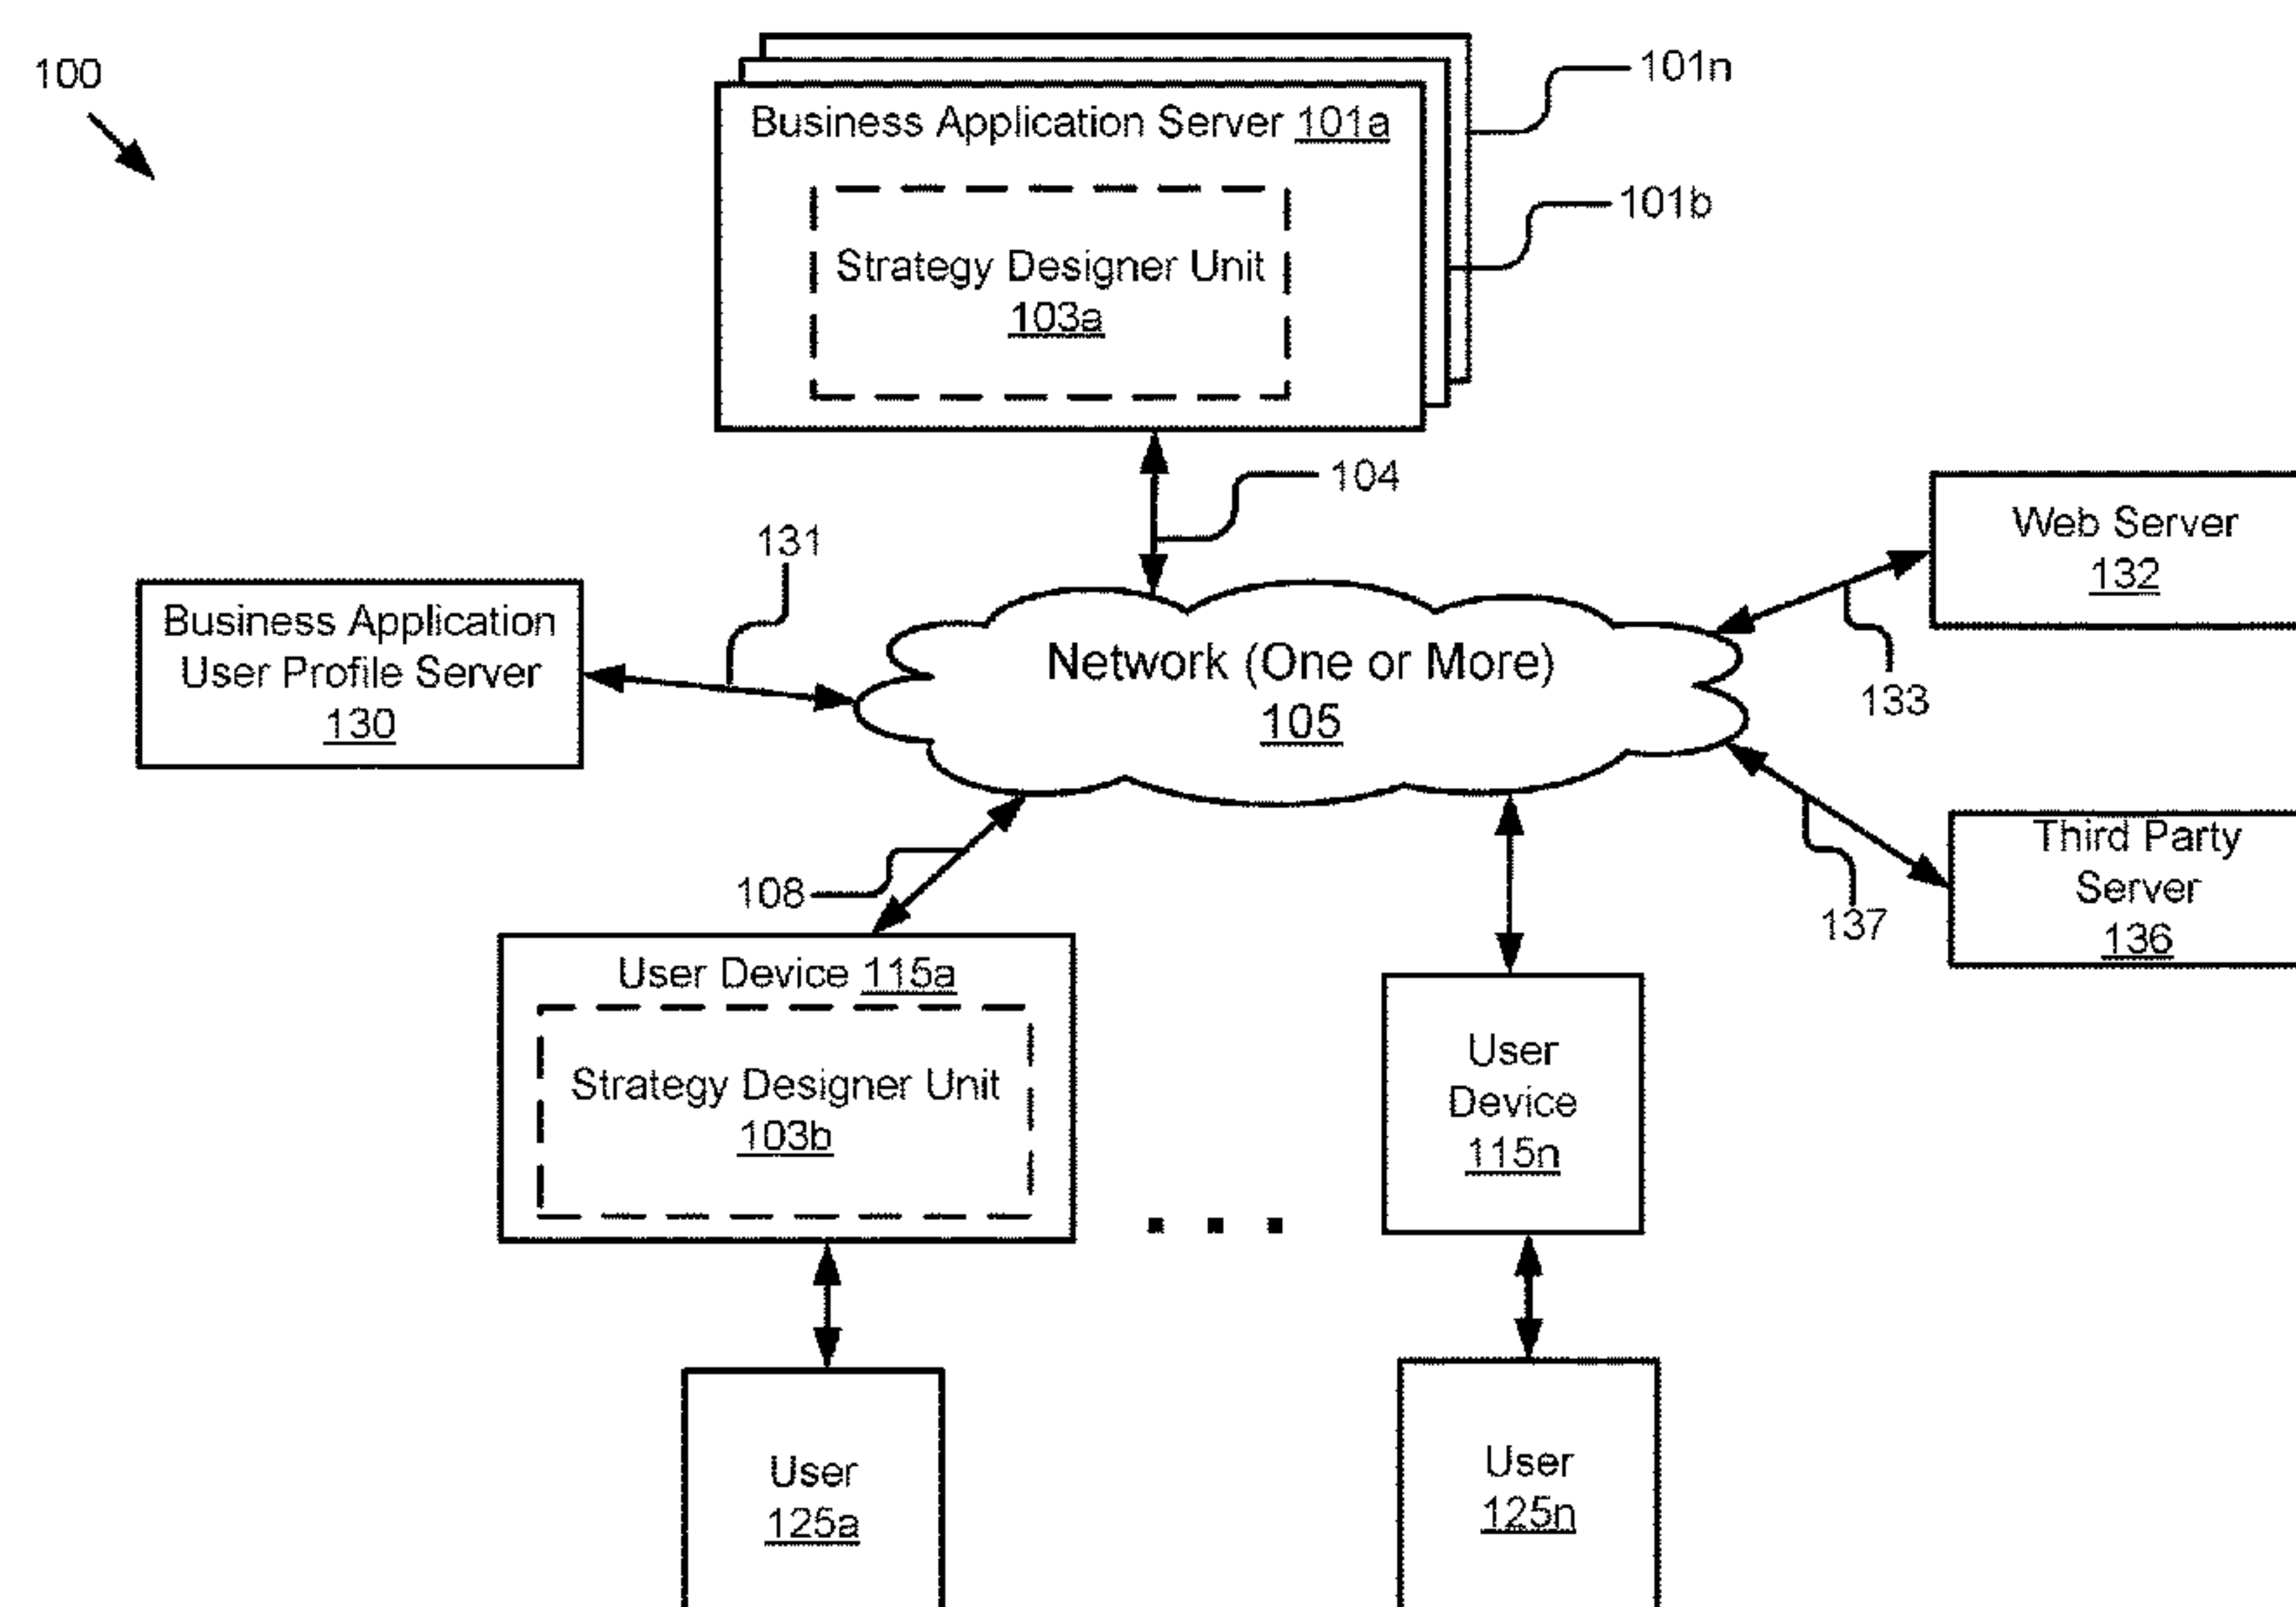 100
101n
Business Application Server 101a
101b
Strategy Designer Unit
103a
104
Web Server
132
131
Business Application
User Profile Server
130
Network (One or More)
105
133
Third Party
Server
136
108
137
User Device 115a
Strategy Designer Unit
103b
User
Device
115n
. . .
User
125a
User
125n